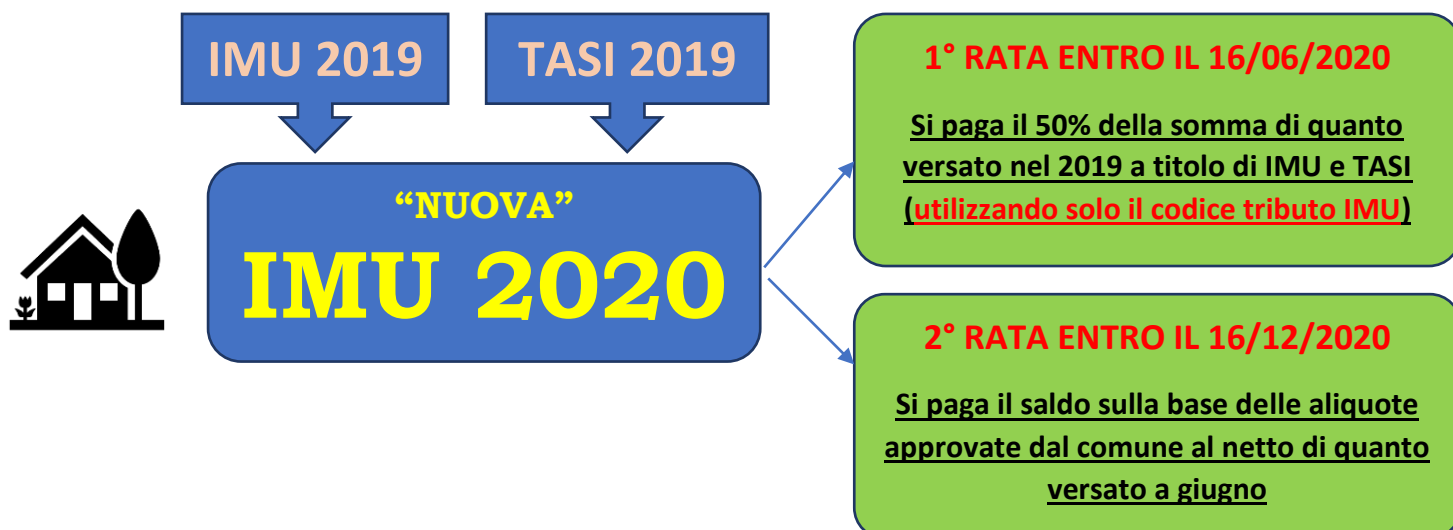 IMU 2019
TASI 2019
“NUOVA”
IMU 2020
1° RATA ENTRO IL 16/06/2020
Si paga il 50% della somma di quanto
versato nel 2019 a titolo di IMU e TASI
(utilizzando solo il codice tributo IMU)
2° RATA ENTRO IL 16/12/2020
Si paga il saldo sulla base delle aliquote
approvate dal comune al netto di quanto
versato a giugno